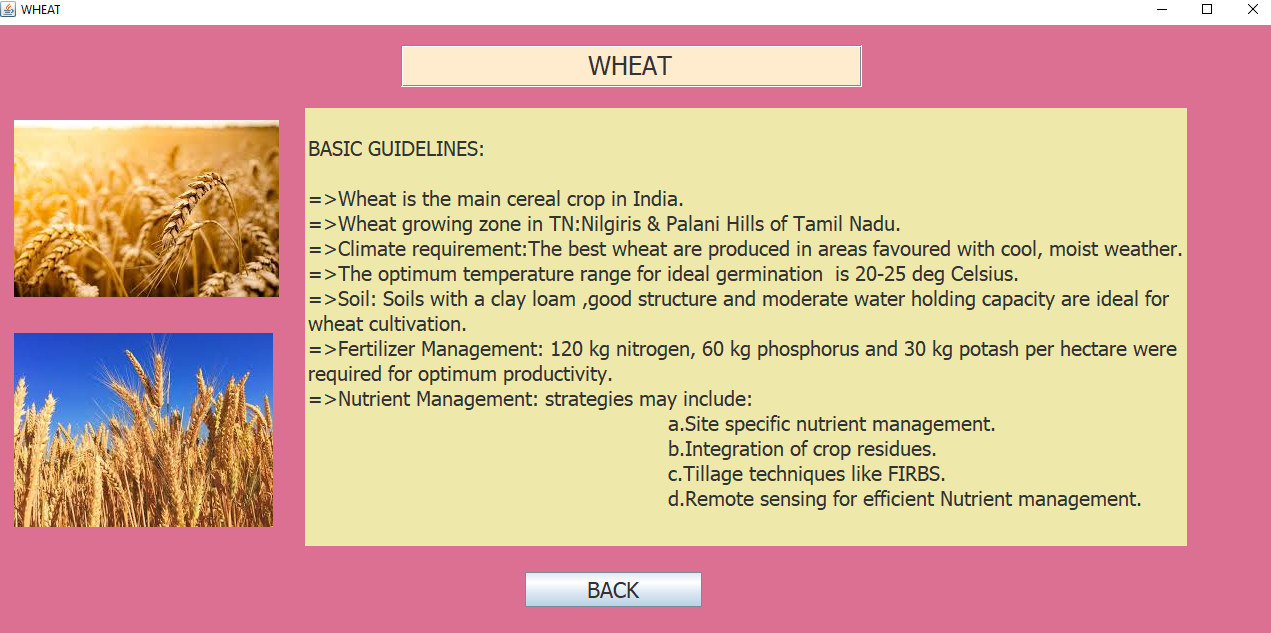 WHEAT
WHEAT
BASIC GUIDELINES:
=>Wheat is the main cereal crop in India.
=>Wheat growing zone in TN:Nilgiris & Palani Hills of Tamil Nadu.
=>Climate requirement:The best wheat are produced in areas favoured with cool, moist weather.
=>The optimum temperature range for ideal germination  is 20-25 deg Celsius.
=>Soil: Soils with a clay loam ,good structure and moderate water holding capacity are ideal for
wheat cultivation.
=>Fertilizer Management: 120 kg nitrogen, 60 kg phosphorus and 30 kg potash per hectare were
required for optimum productivity.
=>Nutrient Management: strategies may include:
a.Site specific nutrient management.
b.Integration of crop residues.
c.Tillage techniques like FIRBS.
d.Remote sensing for efficient Nutrient management.
BACK